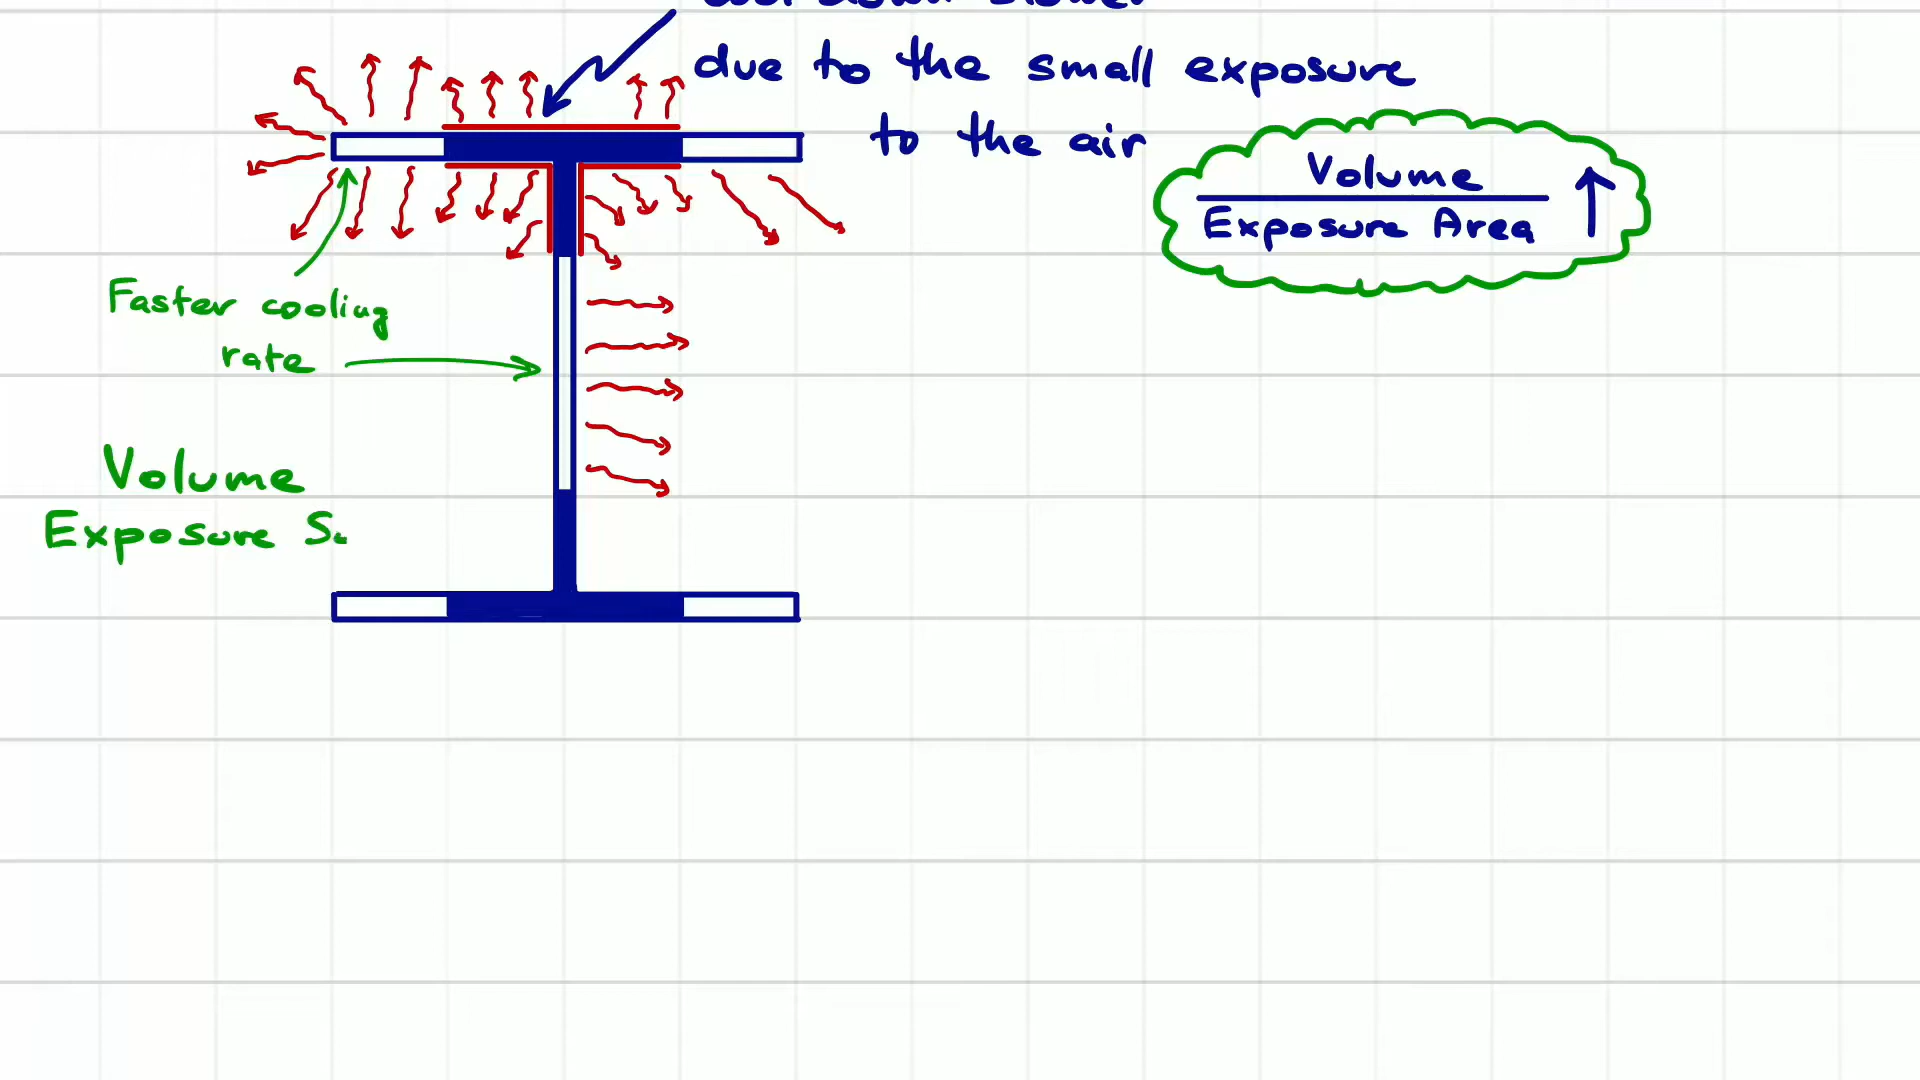 due to the small exposure
to the air
Volume
Exposure Area
Faster cooling
rate
Volume
Exposure S